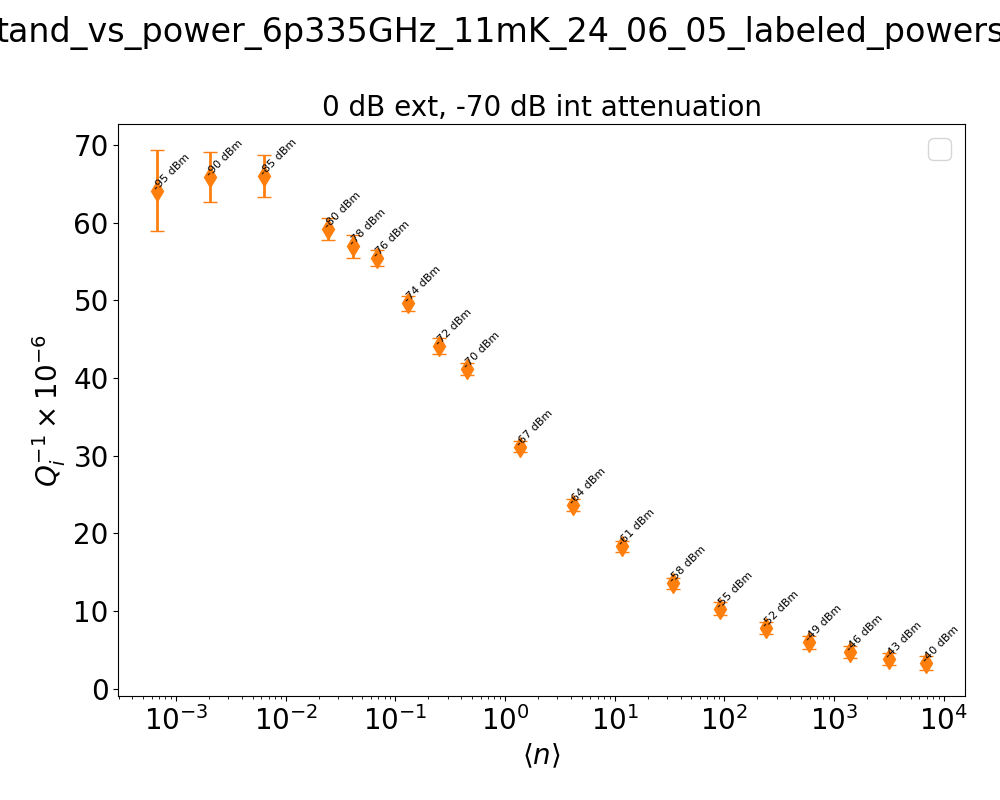 tand_vs_power_6p335GHz_11mK_24_06_05_labeled_powers
0 dB ext, -70 dB int attenuation
70
60
50
40
30
20
10
0
Q_i^{-1} × 10^{-6}
-95 dBm
-90 dBm
-85 dBm
-80 dBm
-78 dBm
-76 dBm
-74 dBm
-72 dBm
-70 dBm
-67 dBm
-64 dBm
-61 dBm
-58 dBm
-55 dBm
-52 dBm
-49 dBm
-46 dBm
-43 dBm
-40 dBm
10^{-3} 10^{-2} 10^{-1} 10^{0} 10^{1} 10^{2} 10^{3} 10^{4}
⟨n⟩